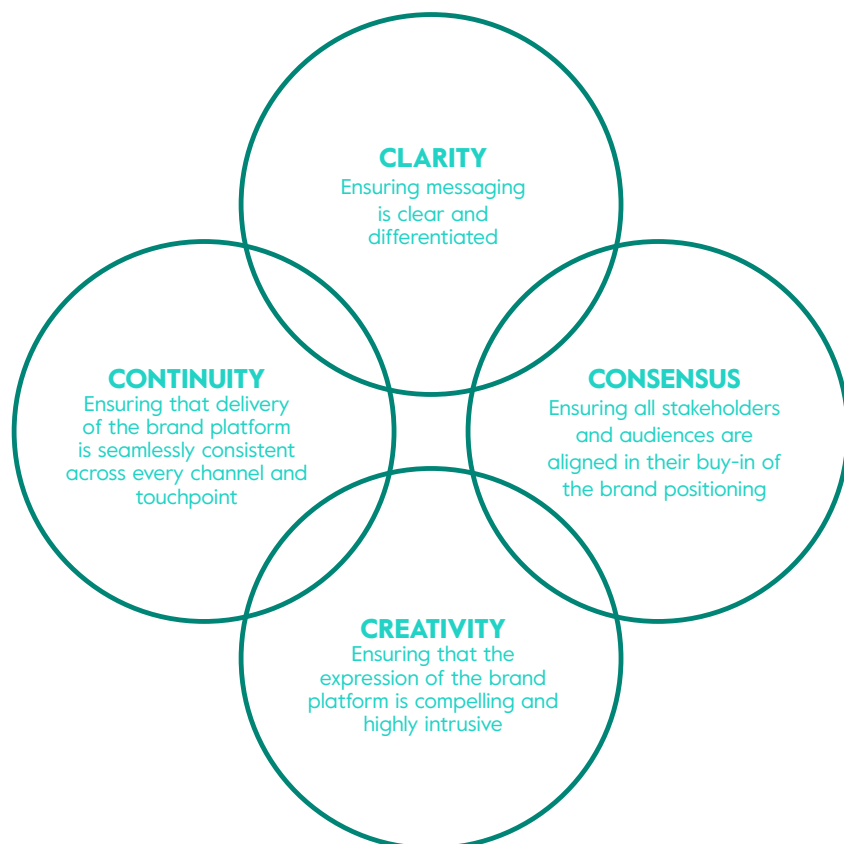 CLARITY
Ensuring messaging
is clear and
differentiated
CONTINUITY
Ensuring that delivery
of the brand platform
is seamlessly consistent
across every channel and
touchpoint
CONSENSUS
Ensuring all stakeholders
and audiences are
aligned in their buy-in of
the brand positioning
CREATIVITY
Ensuring that the
expression of the brand
platform is compelling and
highly intrusive